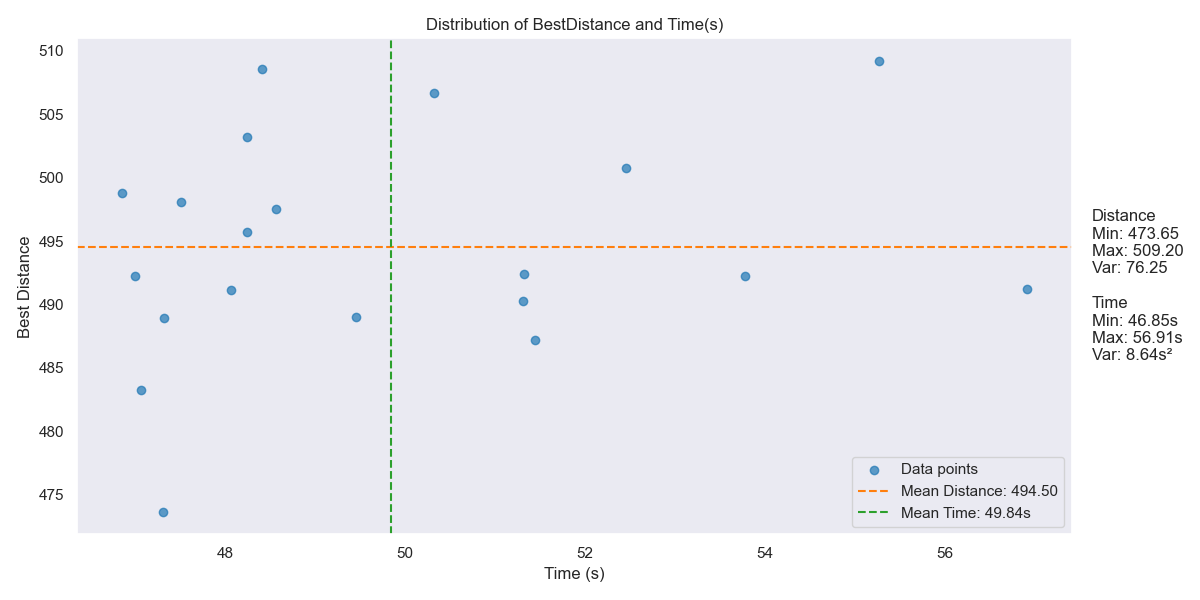 Distribution of BestDistance and Time(s)
510
505
500
495
490
485
480
475
Best Distance
48
50
52
54
56
Time (s)
Data points
Mean Distance: 494.50
Mean Time: 49.84s
Distance
Min: 473.65
Max: 509.20
Var: 76.25
Time
Min: 46.85s
Max: 56.91s
Var: 8.64s²